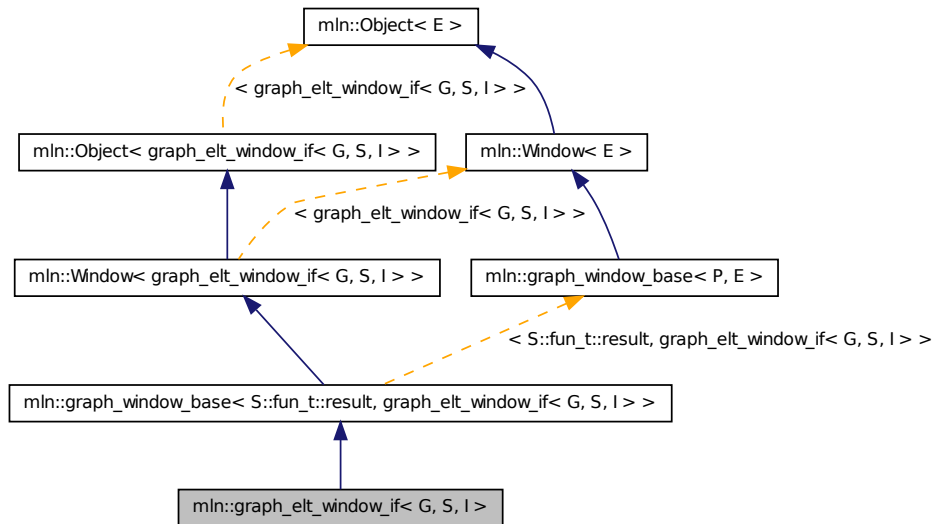 mln::Object< E >
< graph_elt_window_if< G, S, I > >
mln::Object< graph_elt_window_if< G, S, I > >
mln::Window< E >
< graph_elt_window_if< G, S, I > >
mln::Window< graph_elt_window_if< G, S, I > >
mln::graph_window_base< P, E >
< S::fun_t::result, graph_elt_window_if< G, S, I > >
mln::graph_window_base< S::fun_t::result, graph_elt_window_if< G, S, I > >
mln::graph_elt_window_if< G, S, I >